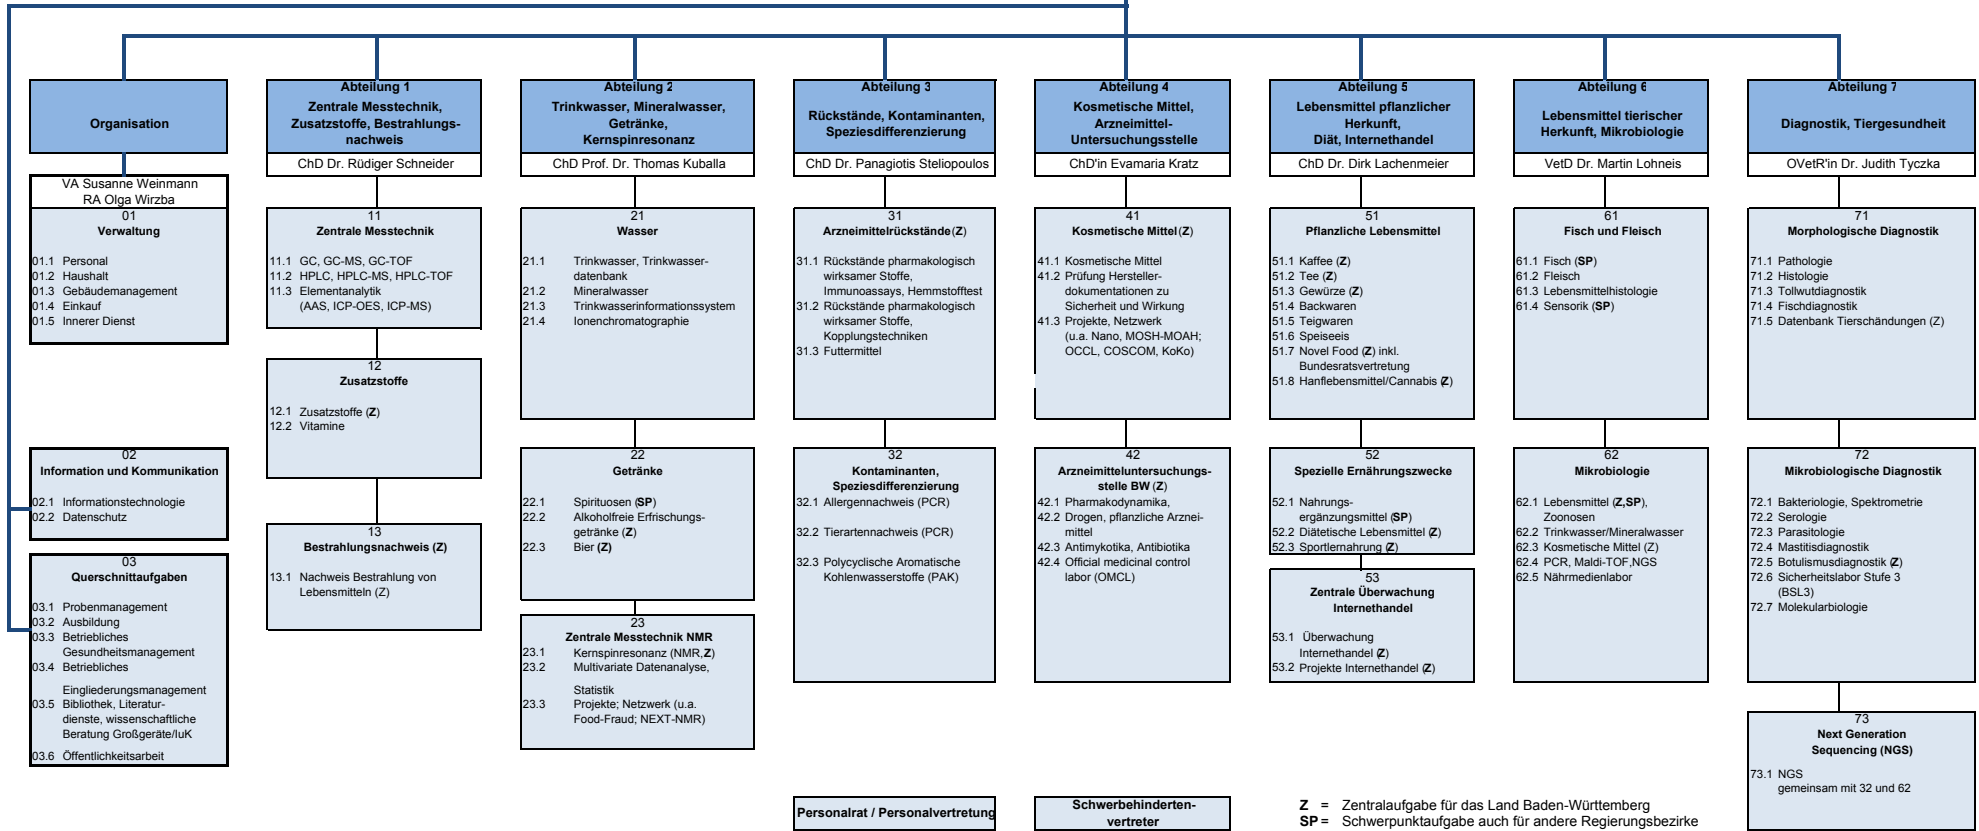 Organisation
VA Susanne Weinmann
RA Olga Wirzba
01
Verwaltung
01.1 Personal
01.2 Haushalt
01.3 Gebäudemanagement
01.4 Einkauf
01.5 Innerer Dienst
02
Information und Kommunikation
02.1 Informationstechnologie
02.2 Datenschutz
03
Querschnittaufgaben
03.1 Probenmanagement
03.2 Ausbildung
03.3 Betriebliches
Gesundheitsmanagement
03.4 Betriebliches
Eingliederungsmanagement
03.5 Bibliothek, Literatur-
dienste, wissenschaftliche
Beratung Großgeräte/IuK
03.6 Öffentlichkeitsarbeit
Abteilung 1
Zentrale Messtechnik,
Zusatzstoffe, Bestrahlungs-
nachweis
ChD Dr. Rüdiger Schneider
11
Zentrale Messtechnik
11.1 GC, GC-MS, GC-TOF
11.2 HPLC, HPLC-MS, HPLC-TOF
11.3 Elementanalytik
(AAS, ICP-OES, ICP-MS)
12
Zusatzstoffe
12.1 Zusatzstoffe (Z)
12.2 Vitamine
13
Bestrahlungsnachweis (Z)
13.1 Nachweis Bestrahlung von
Lebensmitteln (Z)
Abteilung 2
Trinkwasser, Mineralwasser,
Getränke,
Kernspinresonanz
ChD Prof. Dr. Thomas Kuballa
21
Wasser
21.1 Trinkwasser, Trinkwasser-
datenbank
21.2 Mineralwasser
21.3 Trinkwasserinformationssystem
21.4 Ionenchromatographie
22
Getränke
22.1 Spirituosen (SP)
22.2 Alkoholfreie Erfrischungs-
getränke (Z)
22.3 Bier (Z)
23
Zentrale Messtechnik NMR
23.1 Kernspinresonanz (NMR,Z)
23.2 Multivariate Datenanalyse,
Statistik
23.3 Projekte; Netzwerk (u.a.
Food-Fraud; NEXT-NMR)
Abteilung 3
Rückstände, Kontaminanten,
Speziesdifferenzierung
ChD Dr. Panagiotis Steliopoulos
31
Arzneimittelrückstände (Z)
31.1 Rückstände pharmakologisch
wirksamer Stoffe,
Immunoassays, Hemmstofftest
31.2 Rückstände pharmakologisch
wirksamer Stoffe,
Kopplungstechniken
31.3 Futtermittel
32
Kontaminanten,
Speziesdifferenzierung
32.1 Allergennachweis (PCR)
32.2 Tierartennachweis (PCR)
32.3 Polycyclische Aromatische
Kohlenwasserstoffe (PAK)
Abteilung 4
Kosmetische Mittel,
Arzneimittel-
Untersuchungsstelle
ChD'in Evamaria Kratz
41
Kosmetische Mittel (Z)
41.1 Kosmetische Mittel
41.2 Prüfung Hersteller-
dokumentationen zu
Sicherheit und Wirkung
41.3 Projekte, Netzwerk
(u.a. Nano, MOSH-MOAH;
OCCL, COSCOM, KoKo)
42
Arzneimitteluntersuchungs-
stelle BW (Z)
42.1 Pharmakodynamika,
42.2 Drogen, pflanzliche Arznei-
mittel
42.3 Antimykotika, Antibiotika
42.4 Official medicinal control
labor (OMCL)
Abteilung 5
Lebensmittel pflanzlicher
Herkunft,
Diät, Internethandel
ChD Dr. Dirk Lachenmeier
51
Pflanzliche Lebensmittel
51.1 Kaffee (Z)
51.2 Tee (Z)
51.3 Gewürze (Z)
51.4 Backwaren
51.5 Teigwaren
51.6 Speiseeis
51.7 Novel Food (Z) inkl.
Bundesratsvertretung
51.8 Hanflebensmittel/Cannabis (Z)
52
Spezielle Ernährungszwecke
52.1 Nahrungs-
ergänzungsmittel (SP)
52.2 Diätetische Lebensmittel (Z)
52.3 Sportlernahrung (Z)
53
Zentrale Überwachung
Internethandel
53.1 Überwachung
Internethandel (Z)
53.2 Projekte Internethandel (Z)
Abteilung 6
Lebensmittel tierischer
Herkunft, Mikrobiologie
VetD Dr. Martin Lohneis
61
Fisch und Fleisch
61.1 Fisch (SP)
61.2 Fleisch
61.3 Lebensmittelhistologie
61.4 Sensorik (SP)
62
Mikrobiologie
62.1 Lebensmittel (Z,SP),
Zoonosen
62.2 Trinkwasser/Mineralwasser
62.3 Kosmetische Mittel (Z)
62.4 PCR, Maldi-TOF,NGS
62.5 Nährmedienlabor
Abteilung 7
Diagnostik, Tiergesundheit
OVetR'in Dr. Judith Tyczka
71
Morphologische Diagnostik
71.1 Pathologie
71.2 Histologie
71.3 Tollwutdiagnostik
71.4 Fischdiagnostik
71.5 Datenbank Tierschändungen (Z)
72
Mikrobiologische Diagnostik
72.1 Bakteriologie, Spektrometrie
72.2 Serologie
72.3 Parasitologie
72.4 Mastitisdiagnostik
72.5 Botulismusdiagnostik (Z)
72.6 Sicherheitslabor Stufe 3
(BSL3)
72.7 Molekularbiologie
73
Next Generation
Sequencing (NGS)
73.1 NGS
gemeinsam mit 32 und 62
Personalrat / Personalvertretung
Schwerbehinderten-
vertreter
Z = Zentralaufgabe für das Land Baden-Württemberg
SP = Schwerpunktaufgabe auch für andere Regierungsbezirke